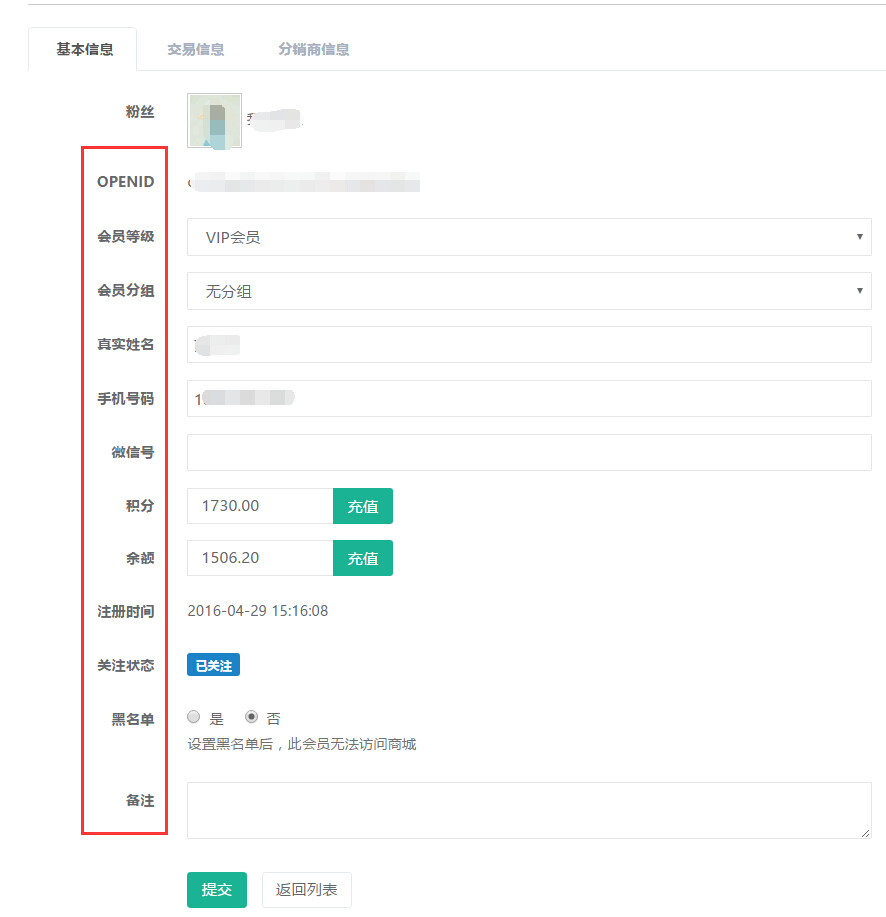 基本信息 交易信息 分销商信息
粉丝
OPENID
会员等级 VIP会员
会员分组 无分组
真实姓名
手机号码 1
微信号
积分 1730.00 充值
余额 1506.20 充值
注册时间 2016-04-29 15:16:08
关注状态 已关注
黑名单 是 否
设置黑名单后，此会员无法访问商城
备注
提交 返回列表